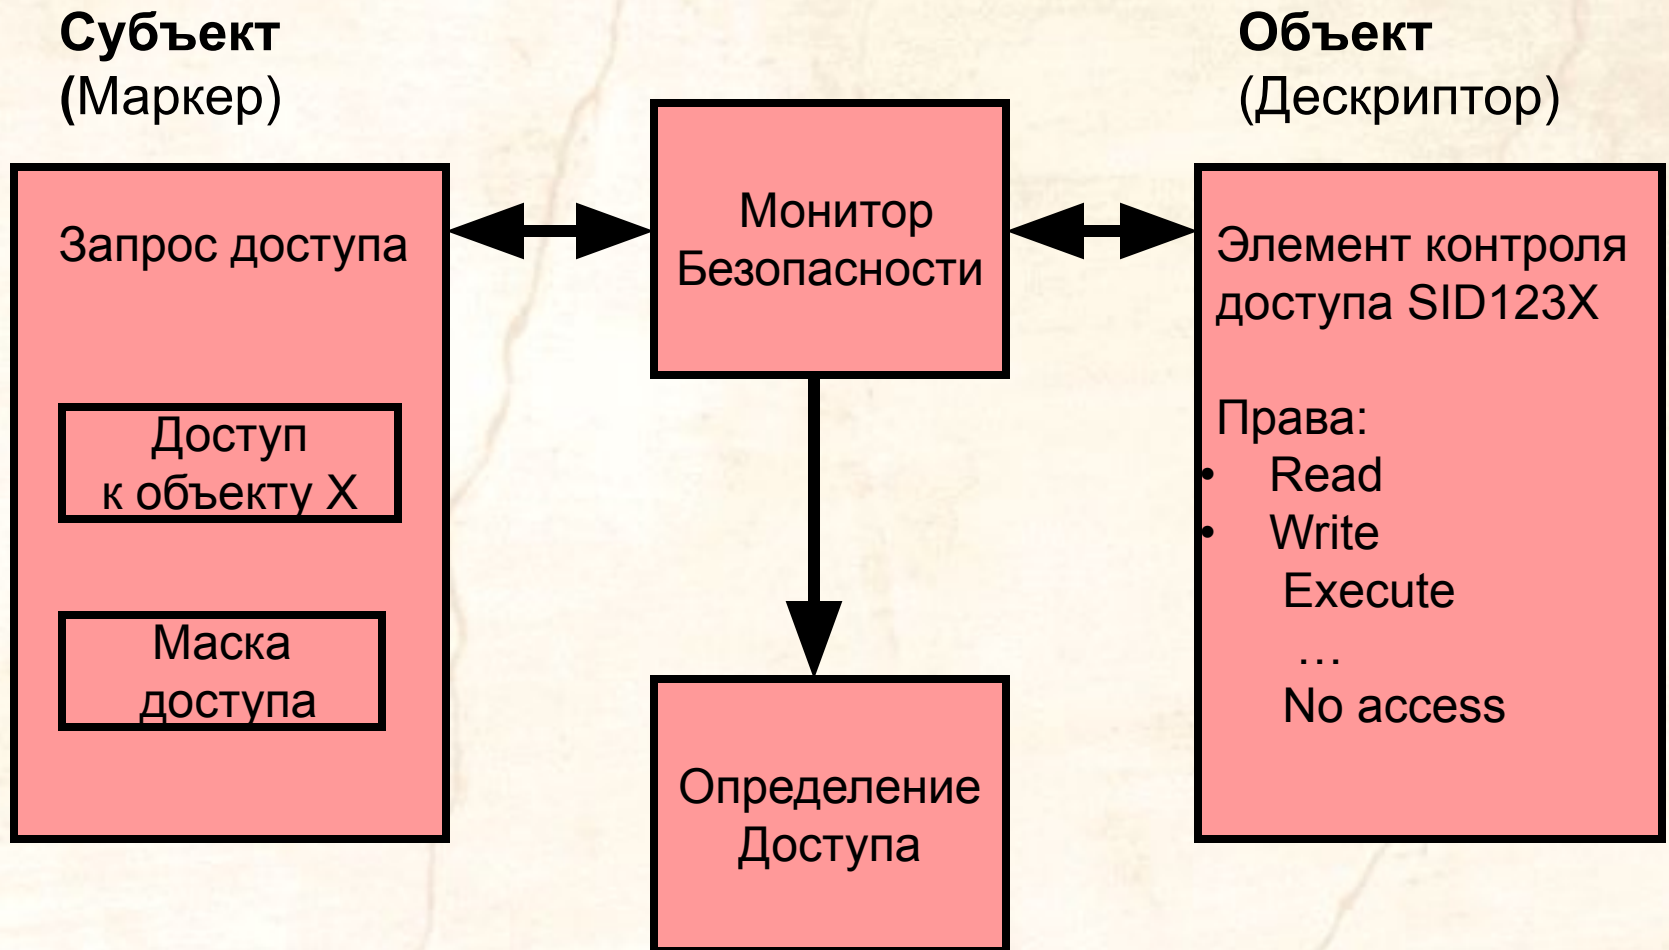 Субъект
(Маркер)
Объект
(Дескриптор)
Запрос доступа
Доступ
к объекту X
Маска
доступа
Монитор
Безопасности
Определение
Доступа
Элемент контроля
доступа SID123X
Права:
• Read
• Write
Execute
…
No access